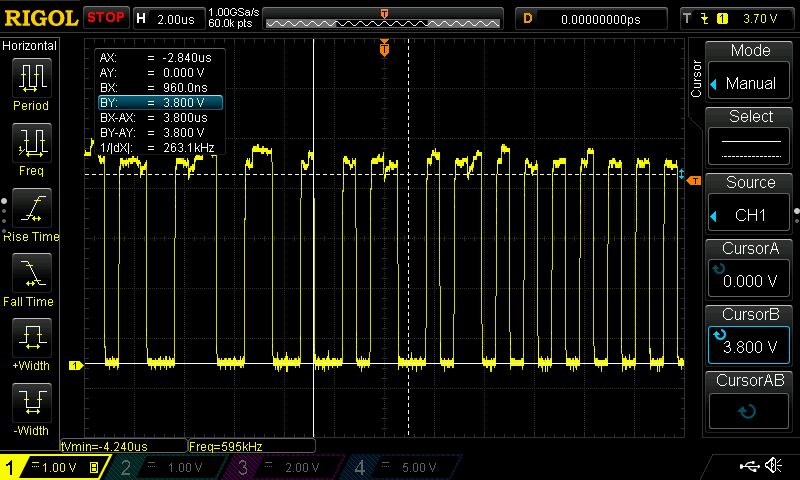 RIGOL STOP H 2.00us 1.00GSa/s 60.0k pts D 0.00000000ps T 1 3.70 V
T
Horizontal
Period
Freq
Rise Time
Fall Time
+Width
-Width
AX: = -2.840us
AY: = 0.000 V
BX: = 960.0ns
BY: = 3.800 V
BX-AX: = 3.800us
BY-AY: = 3.800 V
1/|dX|: = 263.1kHz
T
1
Cursor
Mode
Manual
Select
Source
CH1
CursorA
0.000 V
CursorB
3.800 V
CursorAB
tVmin=-4.240us Freq=595kHz
1 = 1.00 V B 2 = 1.00 V 3 = 2.00 V 4 = 5.00 V